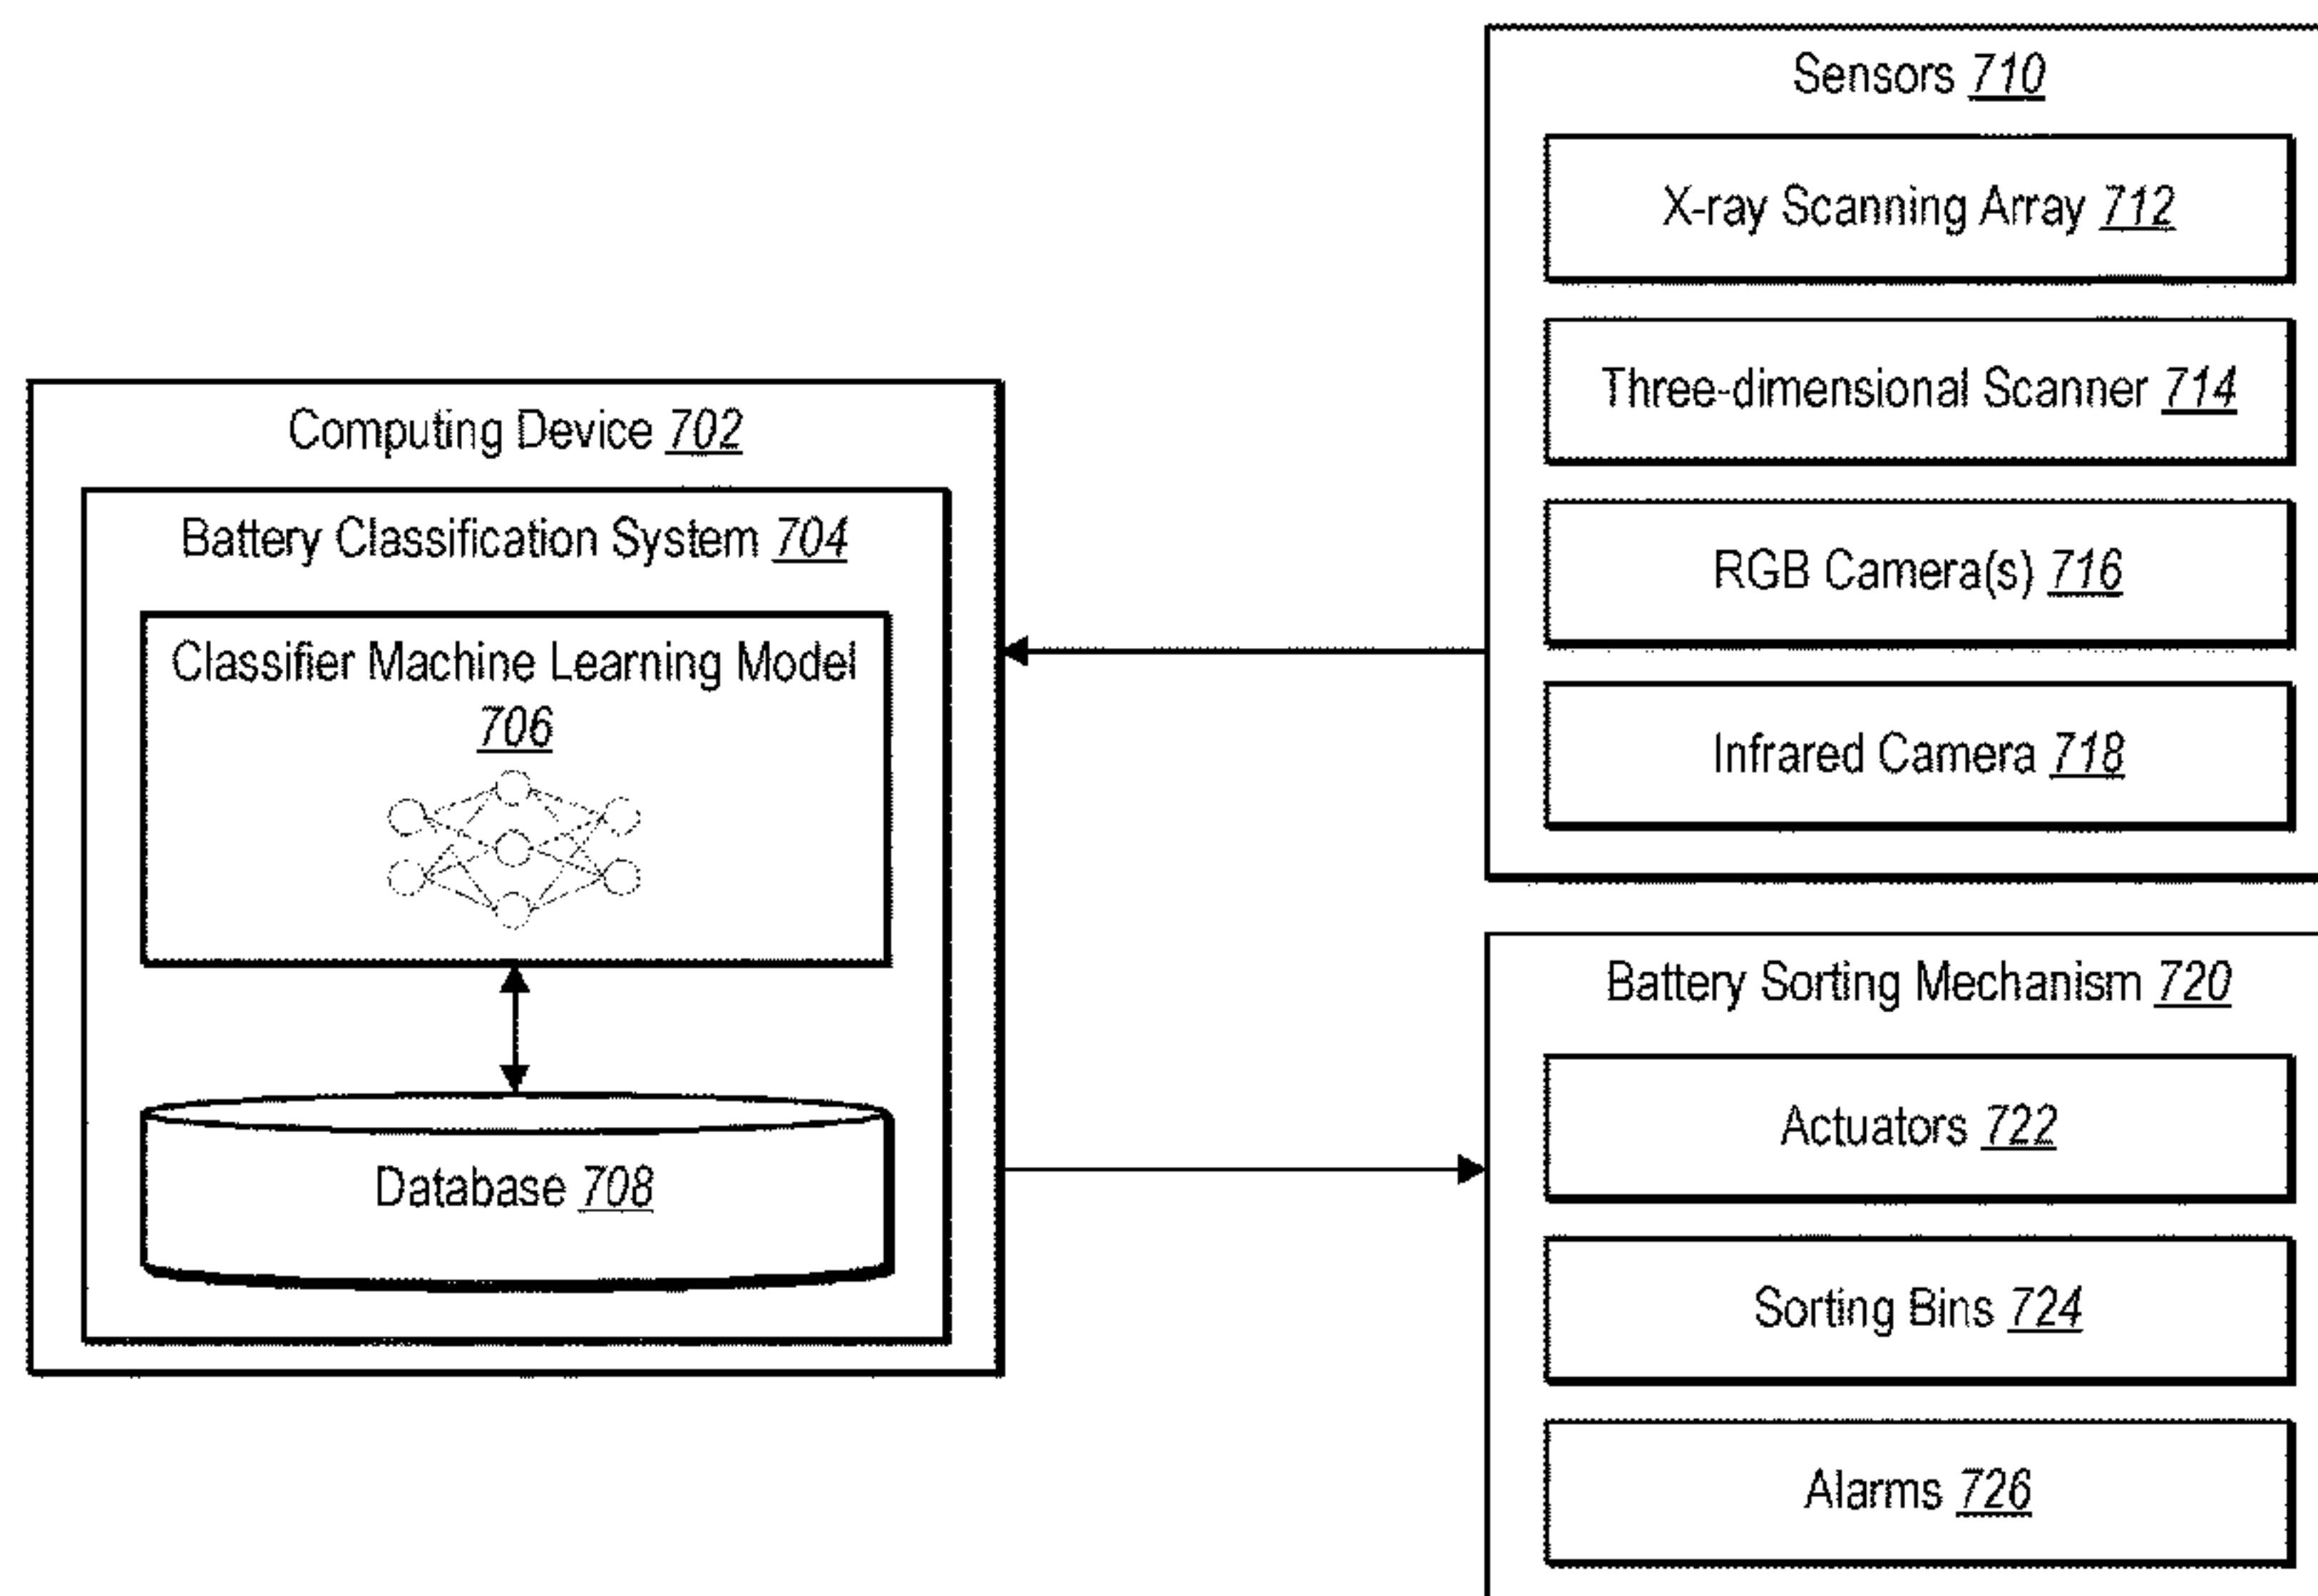 Computing Device 702
Battery Classification System 704
Classifier Machine Learning Model
706
Database 708
Sensors 710
X-ray Scanning Array 712
Three-dimensional Scanner 714
RGB Camera(s) 716
Infrared Camera 718
Battery Sorting Mechanism 720
Actuators 722
Sorting Bins 724
Alarms 726